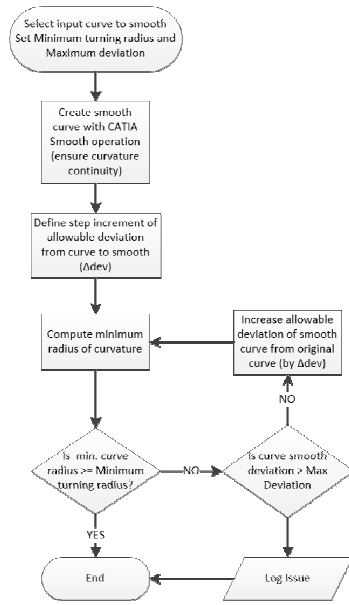 Select input curve to smooth
Set Minimum turning radius and
Maximum deviation
Create smooth
curve with CATIA
Smooth operation
(ensure curvature
continuity)
Define step increment of
allowable deviation
from curve to smooth
(Δdev)
Compute minimum
radius of curvature
Increase allowable
deviation of smooth
curve from original
curve (by Δdev)
NO
Is min. curve
radius >= Minimum
turning radius?
NO
Is curve smooth
deviation > Max
Deviation
YES
End
Log Issue